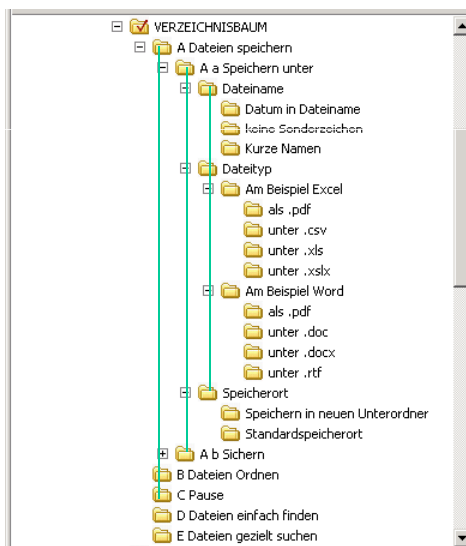 VERZEICHNISBAUM
A Dateien speichern
A a Speichern unter
Dateiname
Datum in Dateiname
keine Sonderzeichen
Kurze Namen
Dateityp
Am Beispiel Excel
als .pdf
unter .csv
unter .xls
unter .xslx
Am Beispiel Word
als .pdf
unter .doc
unter .docx
unter .rtf
Speicherort
Speichern in neuen Unterordner
Standardspeicherort
A b Sichern
B Dateien Ordnen
C Pause
D Dateien einfach finden
E Dateien gezielt suchen